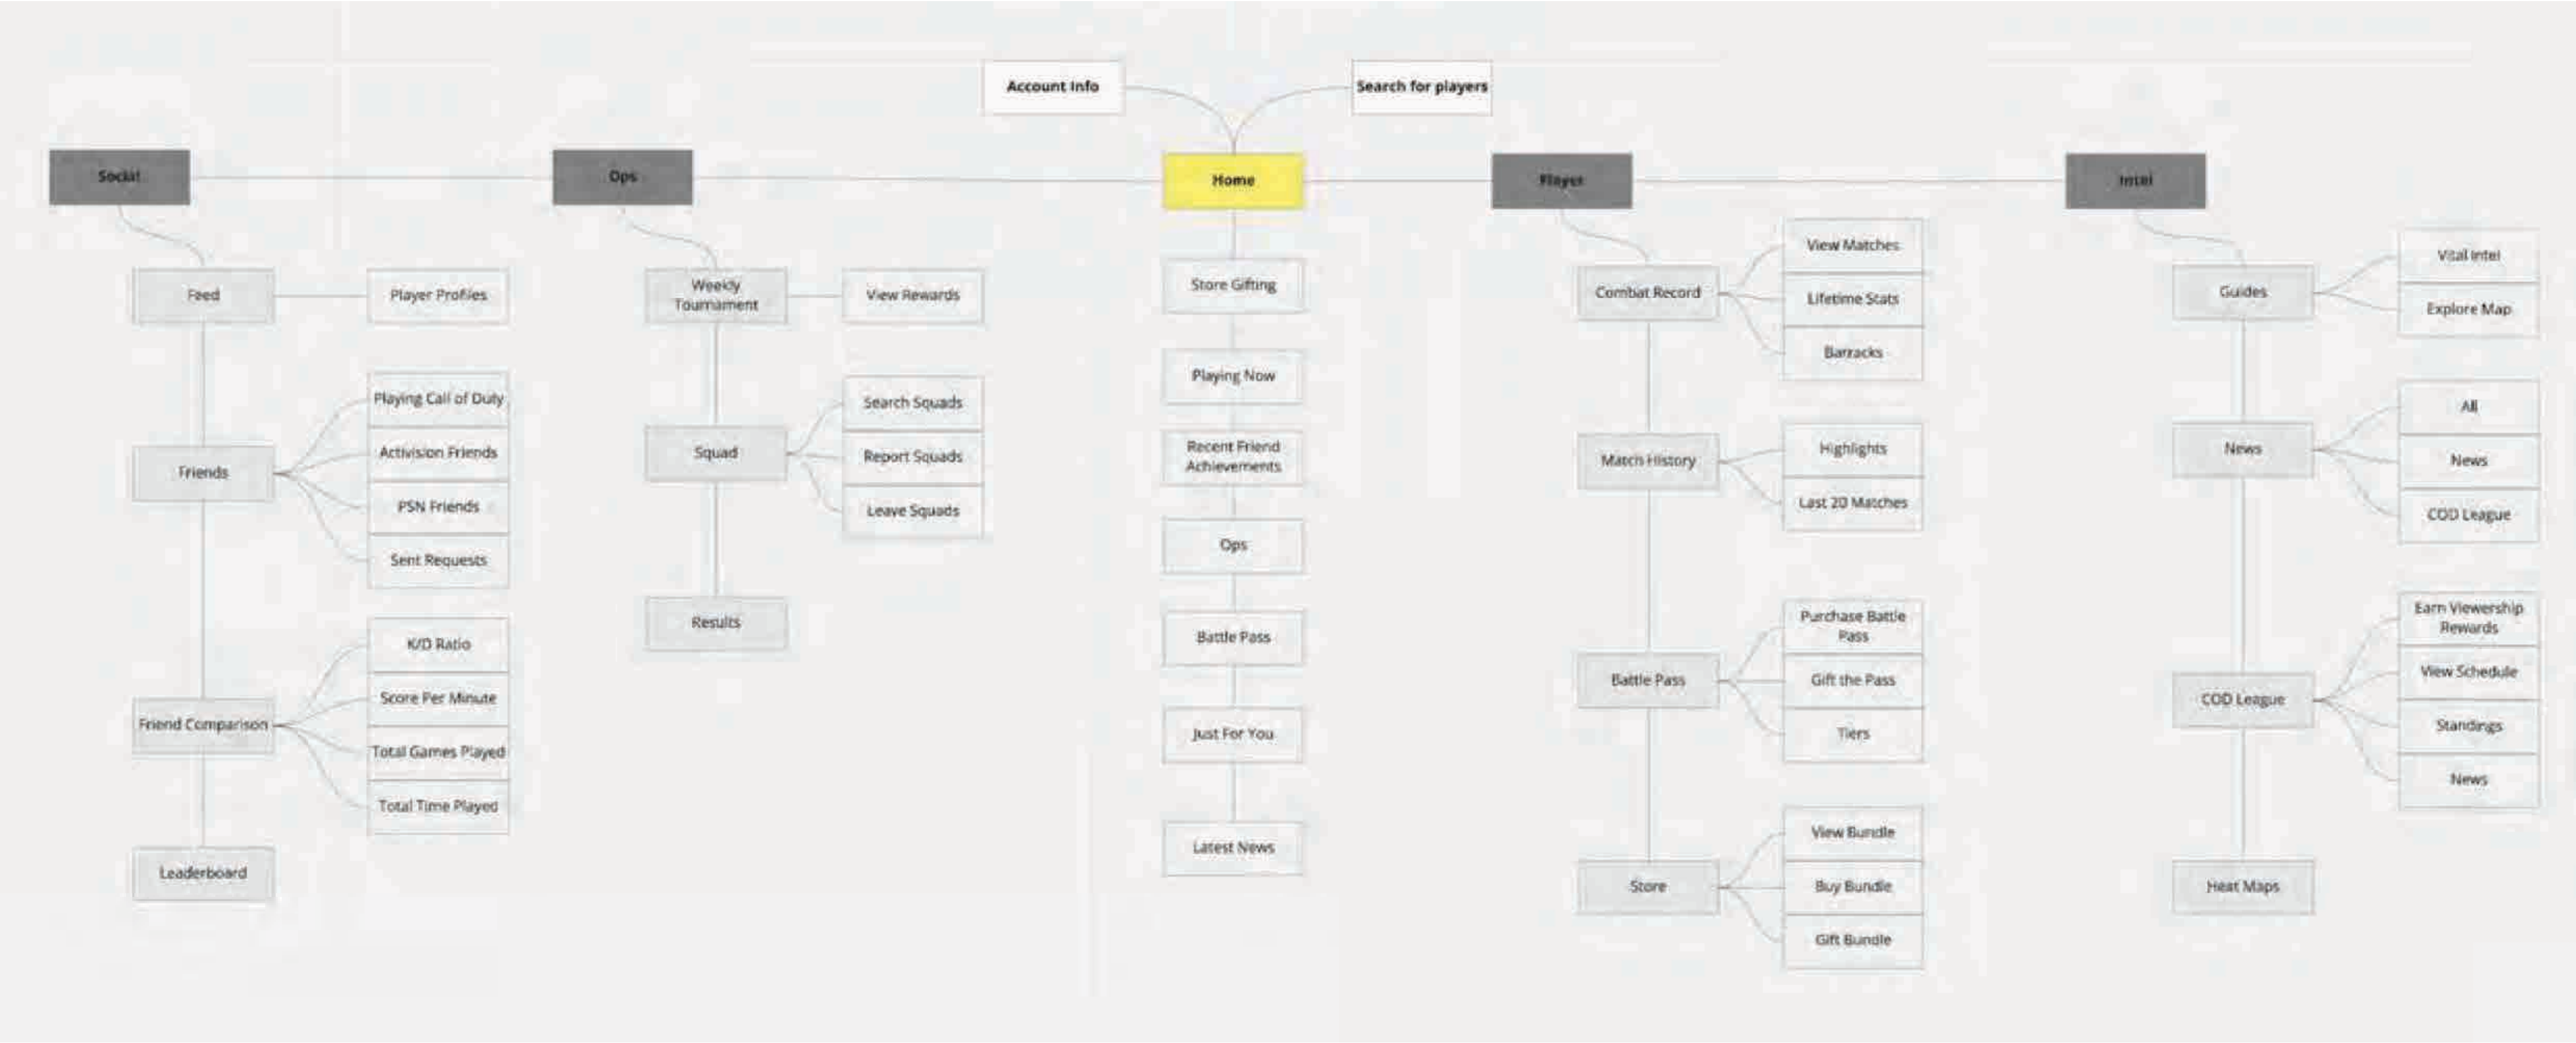 Account Info
Search for players
Social
Ops
Home
Player
Intel
Feed
Player Profiles
Friends
Playing Call of Duty
Activision Friends
PSN Friends
Sent Requests
Friend Comparison
K/D Ratio
Score Per Minute
Total Games Played
Total Time Played
Leaderboard
Weekly
Tournament
View Rewards
Squad
Search Squads
Report Squads
Leave Squads
Results
Store Gifting
Playing Now
Recent Friend
Achievements
Ops
Battle Pass
Just For You
Latest News
Combat Record
View Matches
Lifetime Stats
Barracks
Match History
Highlights
Last 20 Matches
Battle Pass
Purchase Battle
Pass
Gift the Pass
Tiers
Store
View Bundle
Buy Bundle
Gift Bundle
Guides
Vital Intel
Explore Map
News
All
News
COD League
COD League
Earn Viewership
Rewards
View Schedule
Standings
News
Heat Maps